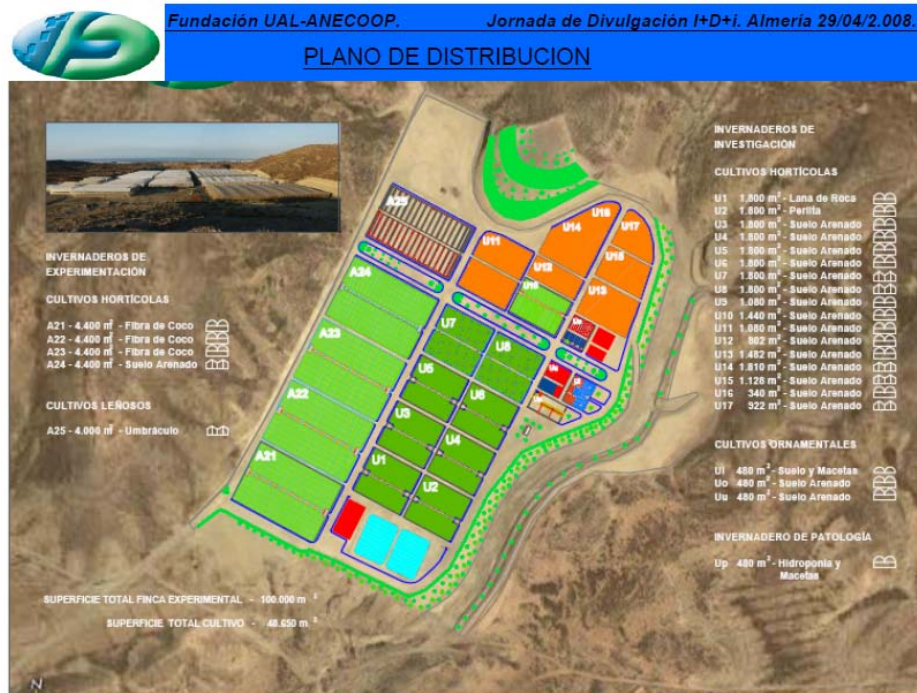 Fundación UAL-ANECOOP. Jornada de Divulgación I+D+i. Almería 29/04/2.008.
PLANO DE DISTRIBUCION
INVERNADEROS DE
EXPERIMENTACIÓN
CULTIVOS HORTÍCOLAS
A21 - 4.400 m² - Fibra de Coco
A22 - 4.400 m² - Fibra de Coco
A23 - 4.400 m² - Fibra de Coco
A24 - 4.400 m² - Suelo Arenado
CULTIVOS LEÑOSOS
A25 - 4.000 m² - Umbráculo
SUPERFICIE TOTAL FINCA EXPERIMENTAL - 100.000 m²
SUPERFICIE TOTAL CULTIVO - 48.650 m²
N
A25
A24
A23
A22
A21
U11
U12
U14
U16
U17
U15
U13
U10
U7
U8
U5
U6
U3
U4
U1
U2
INVERNADEROS DE
INVESTIGACIÓN
CULTIVOS HORTÍCOLAS
U1 1.800 m² - Lana de Roca
U2 1.800 m² - Perlita
U3 1.800 m² - Suelo Arenado
U4 1.800 m² - Suelo Arenado
U5 1.800 m² - Suelo Arenado
U6 1.800 m² - Suelo Arenado
U7 1.800 m² - Suelo Arenado
U8 1.800 m² - Suelo Arenado
U9 1.080 m² - Suelo Arenado
U10 1.440 m² - Suelo Arenado
U11 1.080 m² - Suelo Arenado
U12 802 m² - Suelo Arenado
U13 1.482 m² - Suelo Arenado
U14 1.810 m² - Suelo Arenado
U15 1.128 m² - Suelo Arenado
U16 340 m² - Suelo Arenado
U17 922 m² - Suelo Arenado
CULTIVOS ORNAMENTALES
Ui 480 m² - Suelo y Macetas
Uo 480 m² - Suelo Arenado
Uu 480 m² - Suelo Arenado
INVERNADERO DE PATOLOGÍA
Up 480 m² - Hidroponia y
Macetas